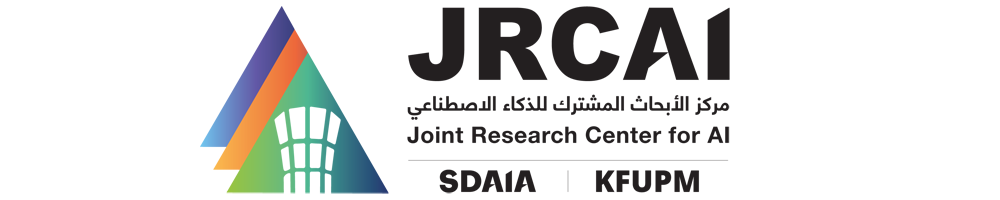 JRCAI
مركز الأبحاث المشترك للذكاء الاصطناعي
Joint Research Center for AI
SDAIA | KFUPM